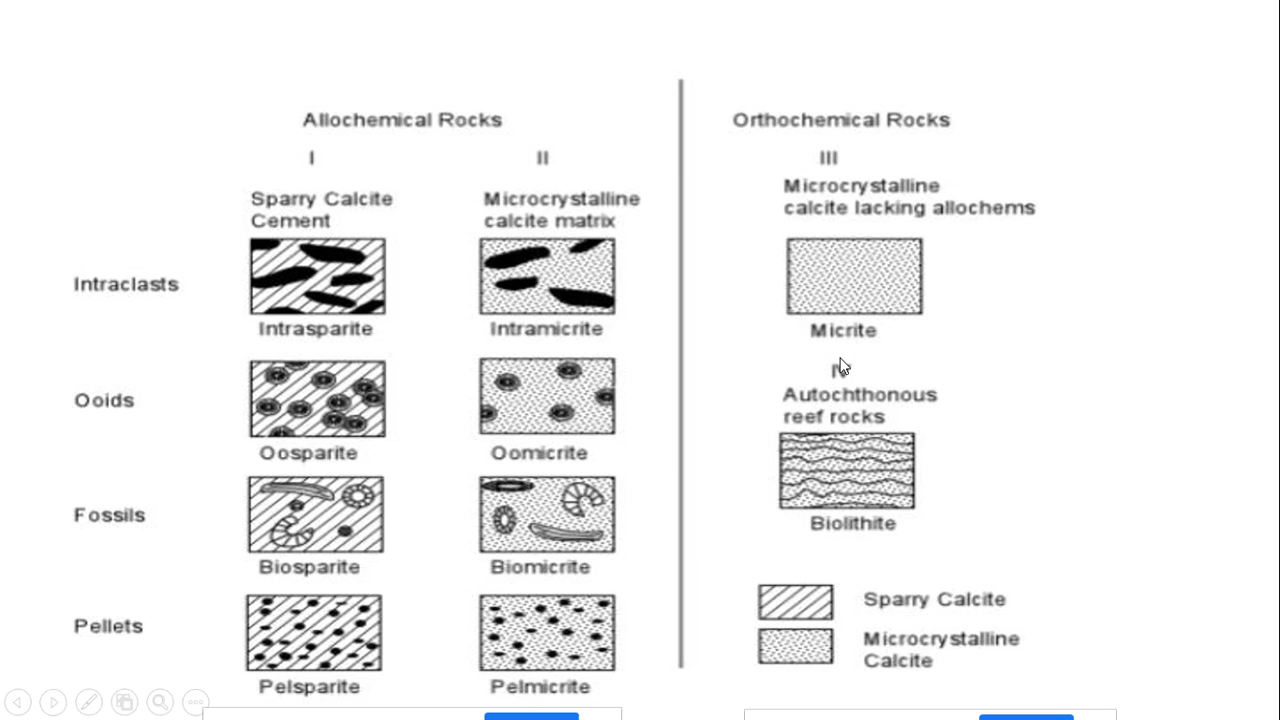 Allochemical Rocks
Orthochemical Rocks
I
II
III
Sparry Calcite
Cement
Microcrystalline
calcite matrix
Microcrystalline
calcite lacking allochems
Intraclasts
Intrasparite
Intramicrite
Micrite
Autochthonous
reef rocks
Ooids
Oosparite
Oomicrite
Biolithite
Fossils
Biosparite
Biomicrite
Sparry Calcite
Microcrystalline
Calcite
Pellets
Pelsparite
Pelmicrite